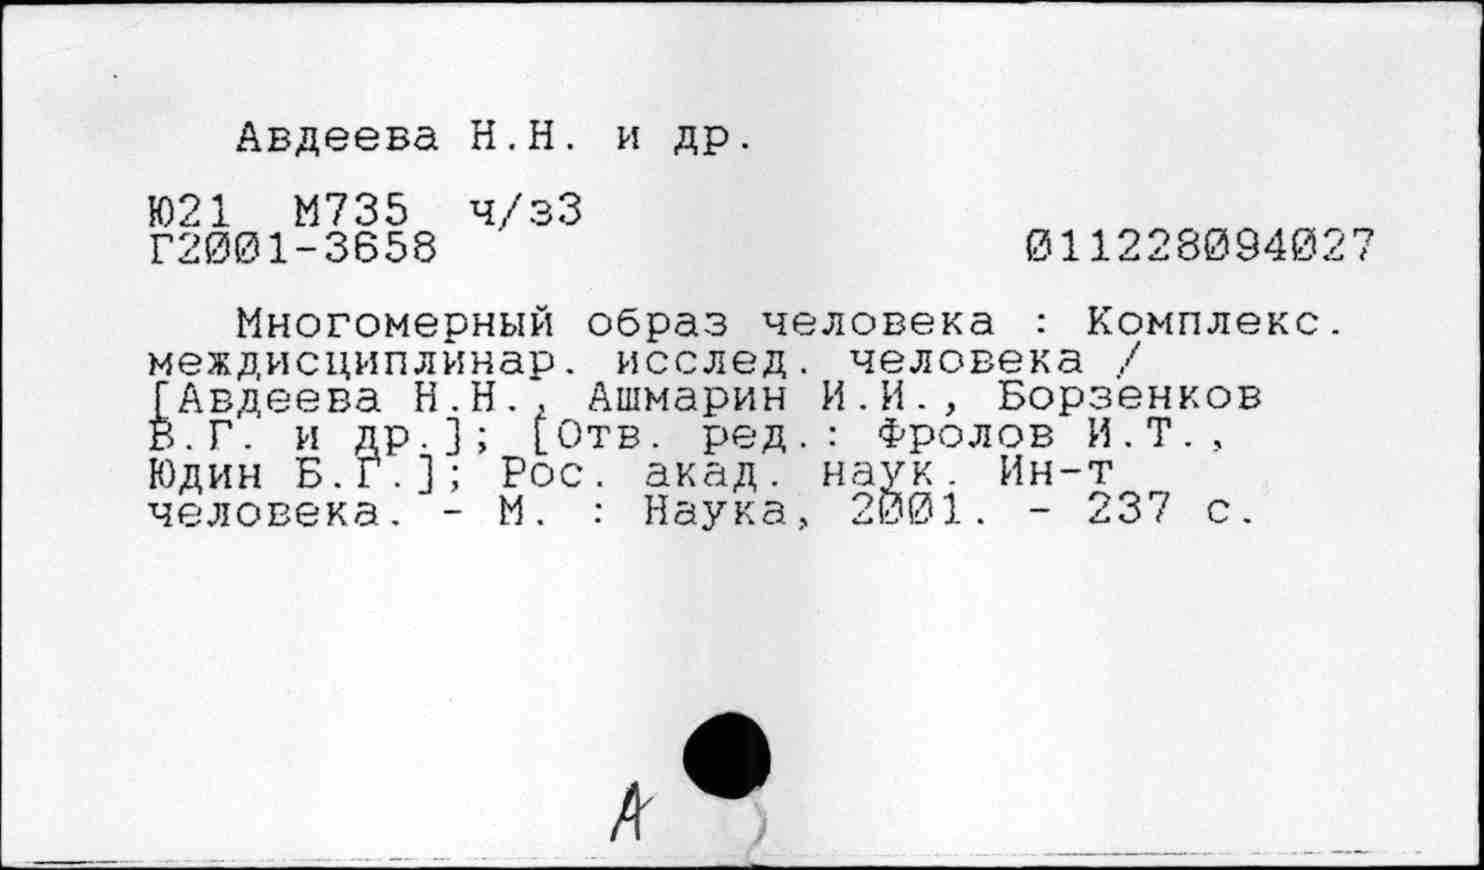 Авдеева Н.Н. и др.
Ю21 М735 ч/з3
Г2001-3658 011228094027
Многомерный образ человека : Комплекс.
междисциплинар. исслед. человека /
[Авдеева Н.Н., Ашмарин И.И., Борзенков
В.Г. и др.]; [Отв. ред.: Фролов И.Т.,
Юдин Б.Г.]; Рос. акад. наук. Ин-т
человека. - М. : Наука, 2001. - 237 с.
А